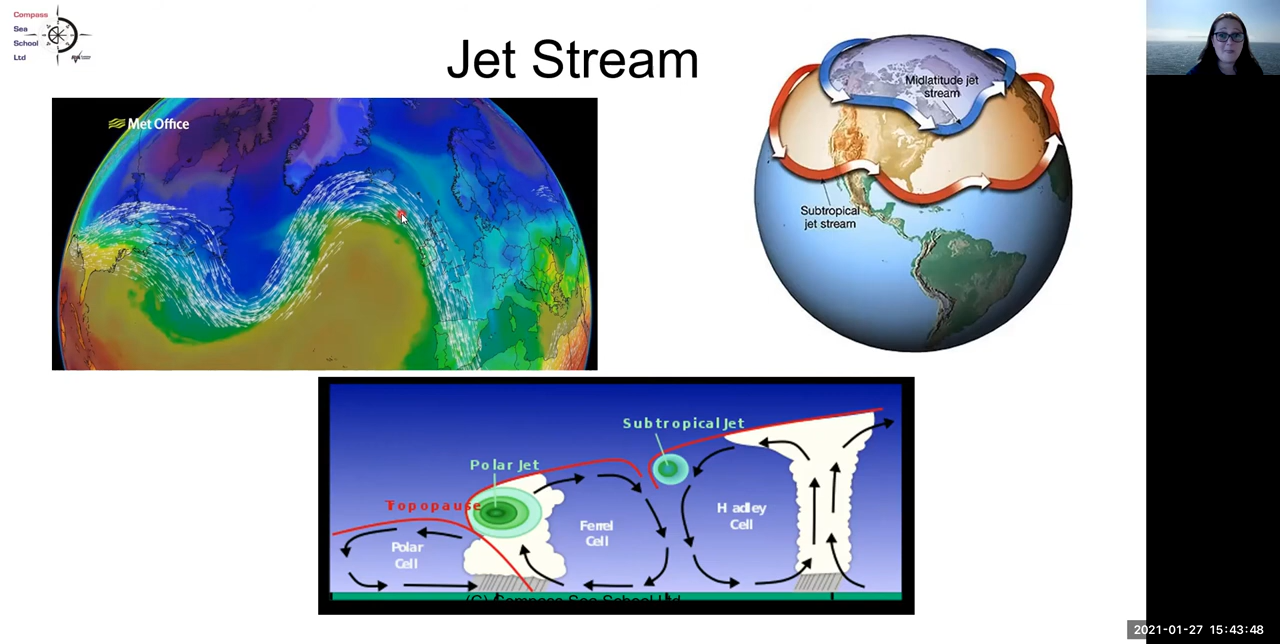 Compass
Sea
School
Ltd
Jet Stream
Met Office
Midlatitude jet
stream
Subtropical
jet stream
Subtropical Jet
Polar Jet
Topopause
Hadley
Cell
Ferrel
Cell
Polar
Cell
(C) Compass Sea School Ltd
2021-01-27 15:43:48